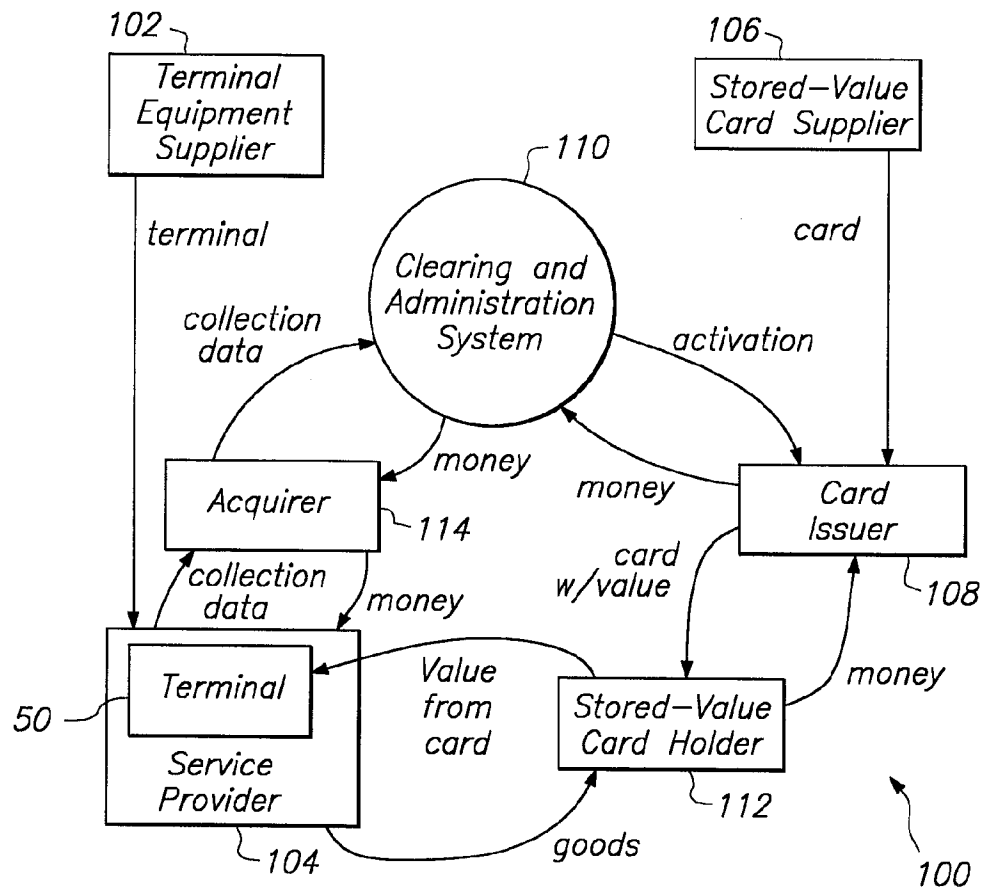 102
Terminal
Equipment
Supplier
106
Stored-Value
Card Supplier
110
terminal
card
Clearing and
Administration
System
collection
data
activation
money
money
Acquirer
114
Card
Issuer
108
collection
data
money
card
w/value
money
Terminal
50
Value
from
card
Stored-Value
Card Holder
112
Service
Provider
104
goods
100